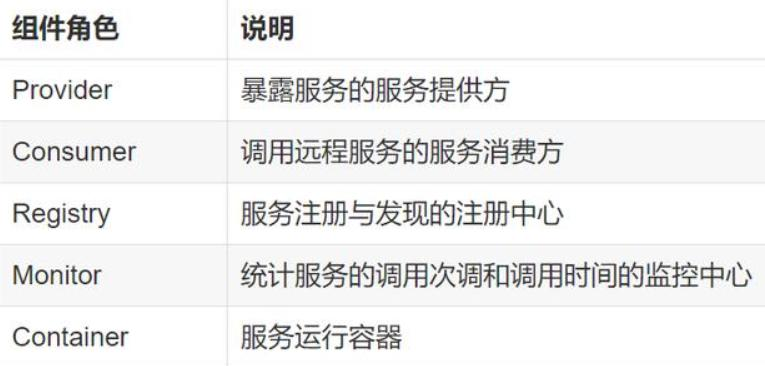 组件角色 说明
Provider 暴露服务的服务提供方
Consumer 调用远程服务的服务消费方
Registry 服务注册与发现的注册中心
Monitor 统计服务的调用次调和调用时间的监控中心
Container 服务运行容器